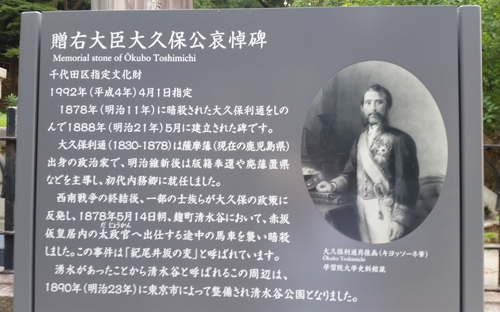 贈右大臣大久保公哀悼碑
Memorial stone of Ōkubo Toshimichi
千代田区指定文化財
1992年(平成4年)4月1日指定
1878年(明治11年)に暗殺された大久保利通をしの
んで1888年(明治21年)5月に建立された碑です。
大久保利通(1830-1878)は薩摩藩(現在の鹿児島県)
出身の政治家で、明治維新後は版籍奉還や廃藩置県
などを主導し、初代内務卿に就任しました。
西南戦争の終結後、一部の士族らが大久保の政策に
反発し、1878年5月14日朝、麹町清水谷において、赤坂
だじょうかん
仮皇居内の太政官へ出仕する途中の馬車を襲い暗殺
しました。この事件は「紀尾井坂の変」と呼ばれています。
湧水があったことから清水谷と呼ばれるこの周辺は、
1890年(明治23年)に東京市によって整備され清水谷公園となりました。
大久保利通肖像画(キヨッソーネ筆)
Ōkubo Toshimichi
学習院大学史料館蔵